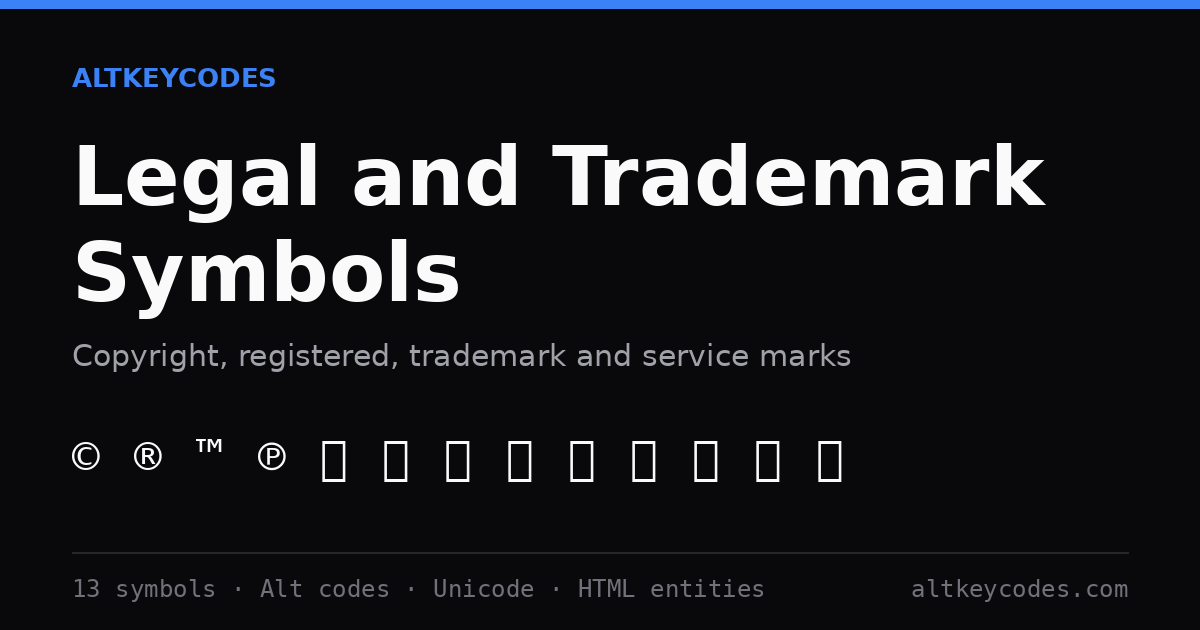 ALTKEYCODES
Legal and Trademark
Symbols
Copyright, registered, trademark and service marks
© ® ™ ℗
13 symbols · Alt codes · Unicode · HTML entities
altkeycodes.com